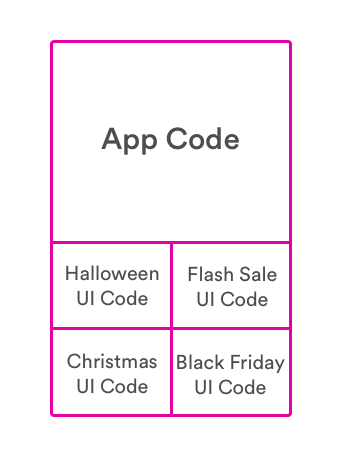 App Code
Halloween
UI Code
Flash Sale
UI Code
Christmas
UI Code
Black Friday
UI Code